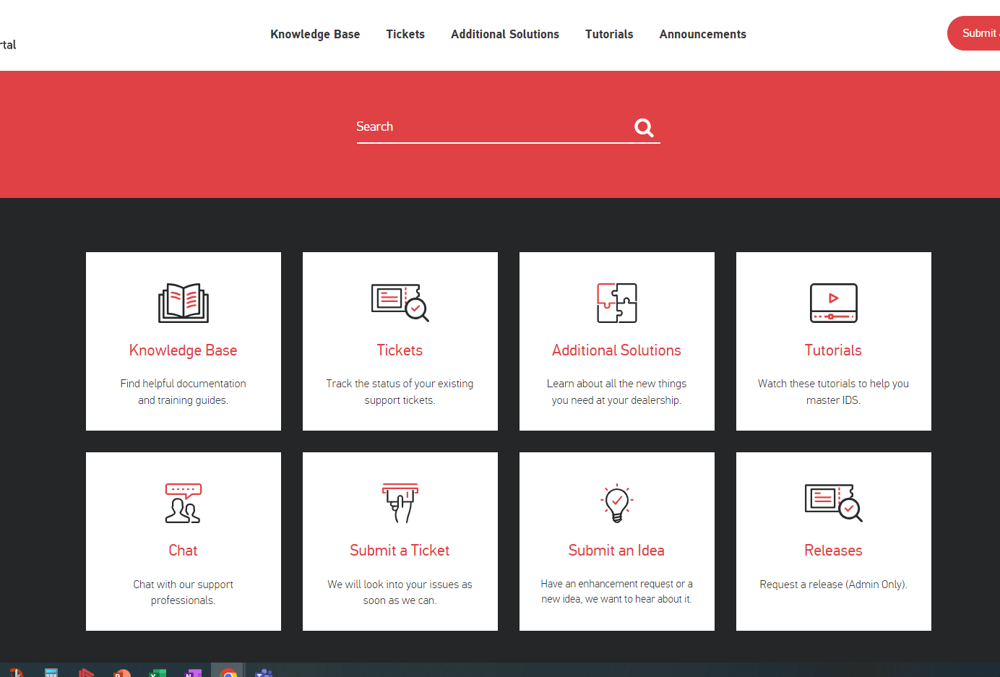 Knowledge Base Tickets Additional Solutions Tutorials Announcements
Submit
rtal
Search
Knowledge Base
Find helpful documentation
and training guides.
Tickets
Track the status of your existing
support tickets.
Additional Solutions
Learn about all the new things
you need at your dealership.
Tutorials
Watch these tutorials to help you
master IDS.
Chat
Chat with our support
professionals.
Submit a Ticket
We will look into your issues as
soon as we can.
Submit an Idea
Have an enhancement request or a
new idea, we want to hear about it.
Releases
Request a release (Admin Only).